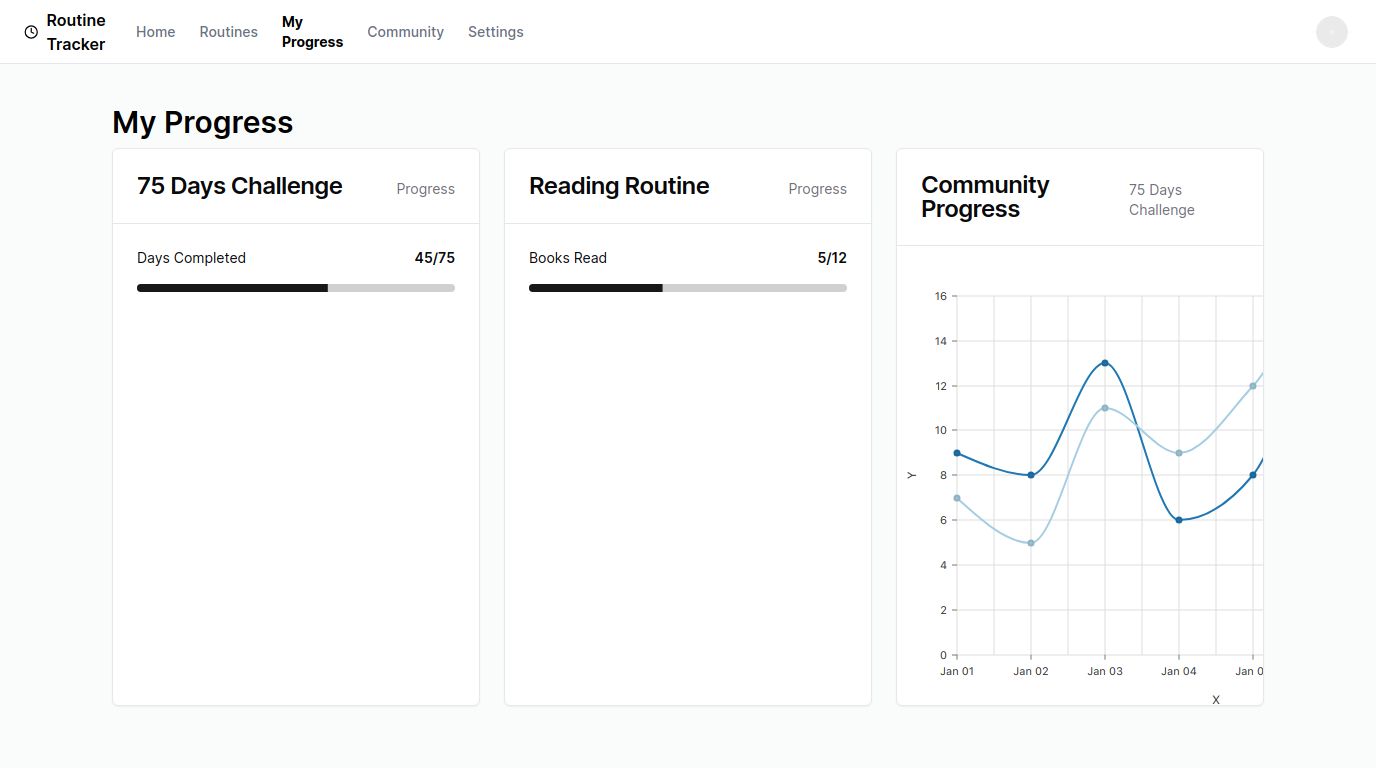 Routine
Tracker
Home
Routines
My
Progress
Community
Settings
My Progress
75 Days Challenge
Progress
Days Completed
45/75
Reading Routine
Progress
Books Read
5/12
Community
Progress
75 Days
Challenge
16
14
12
10
8
6
4
2
0
Y
Jan 01
Jan 02
Jan 03
Jan 04
Jan 0
X